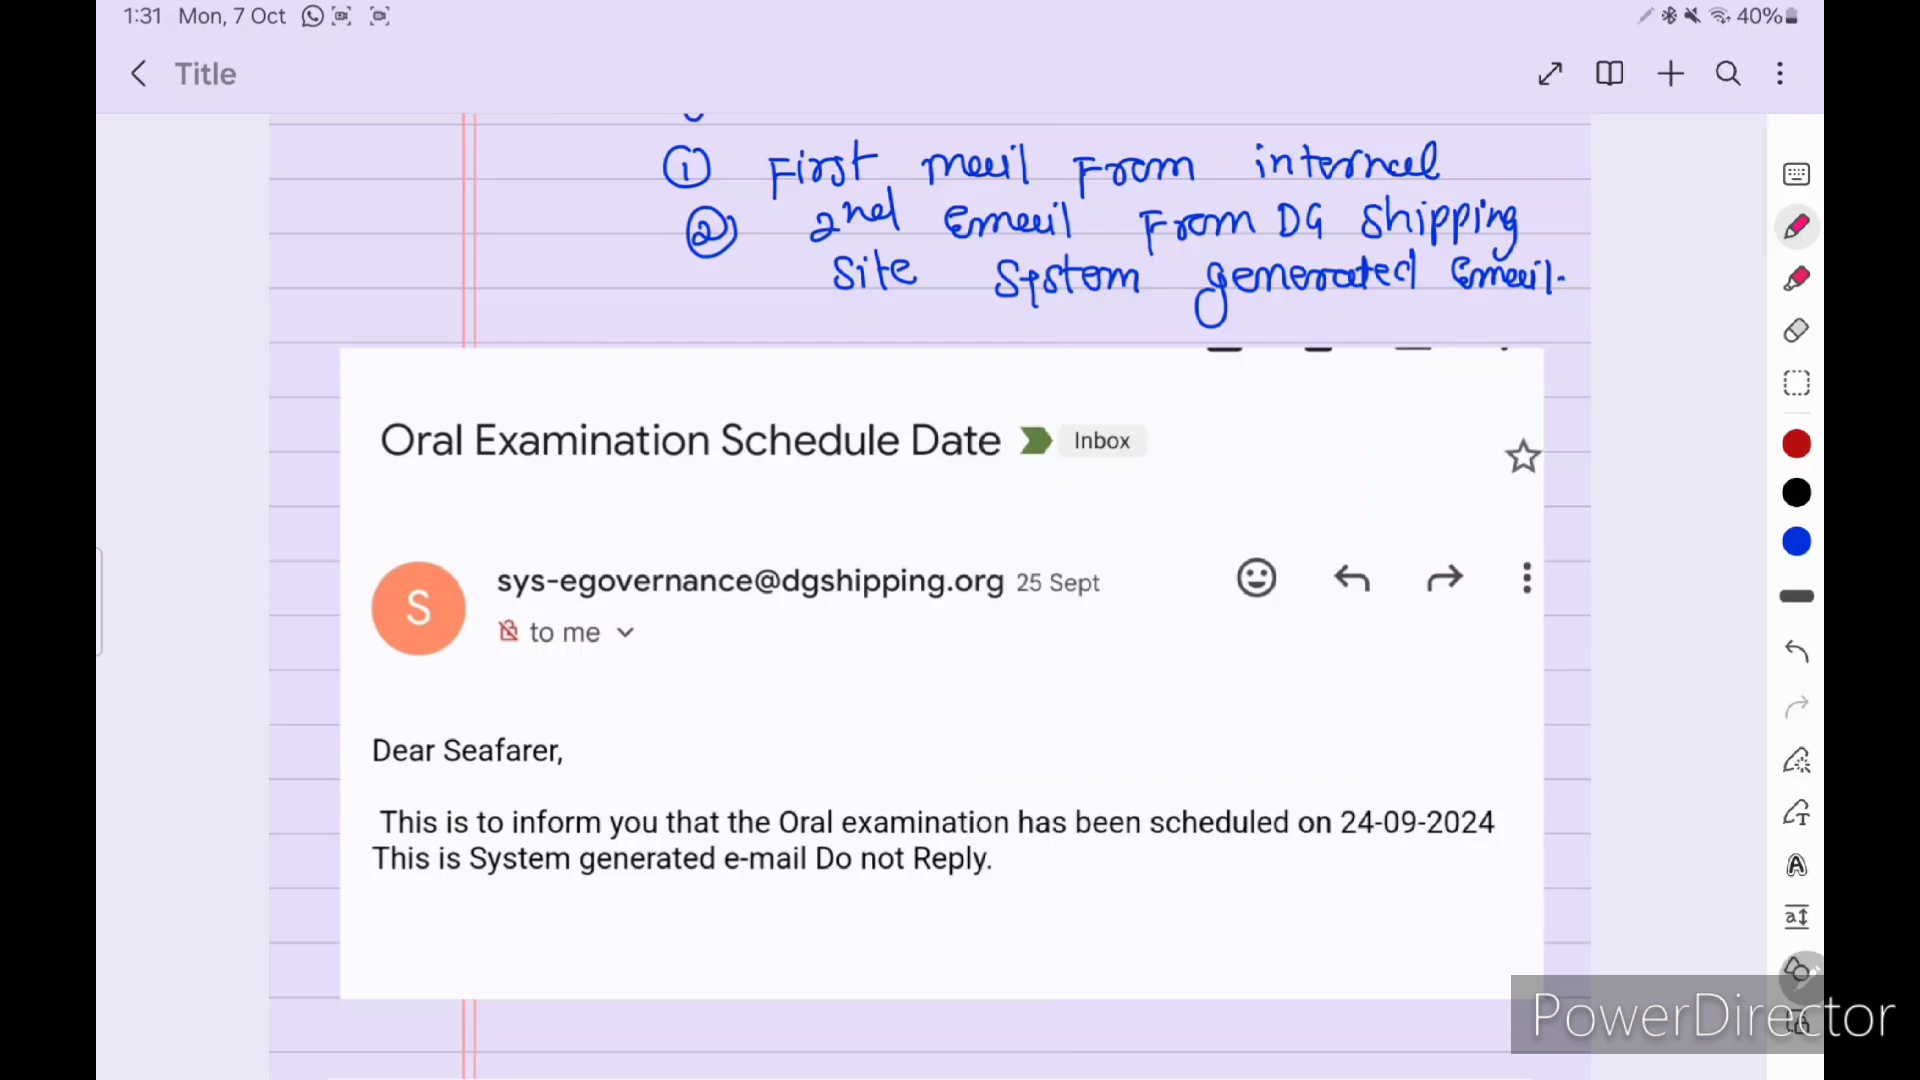 1:31 Mon, 7 Oct
40%
Title
① First mail From internal
② 2nd Email From DG Shipping
Site System generated Email.
Oral Examination Schedule Date Inbox
S
sys-egovernance@dgshipping.org 25 Sept
to me
Dear Seafarer,
This is to inform you that the Oral examination has been scheduled on 24-09-2024
This is System generated e-mail Do not Reply.
PowerDirector